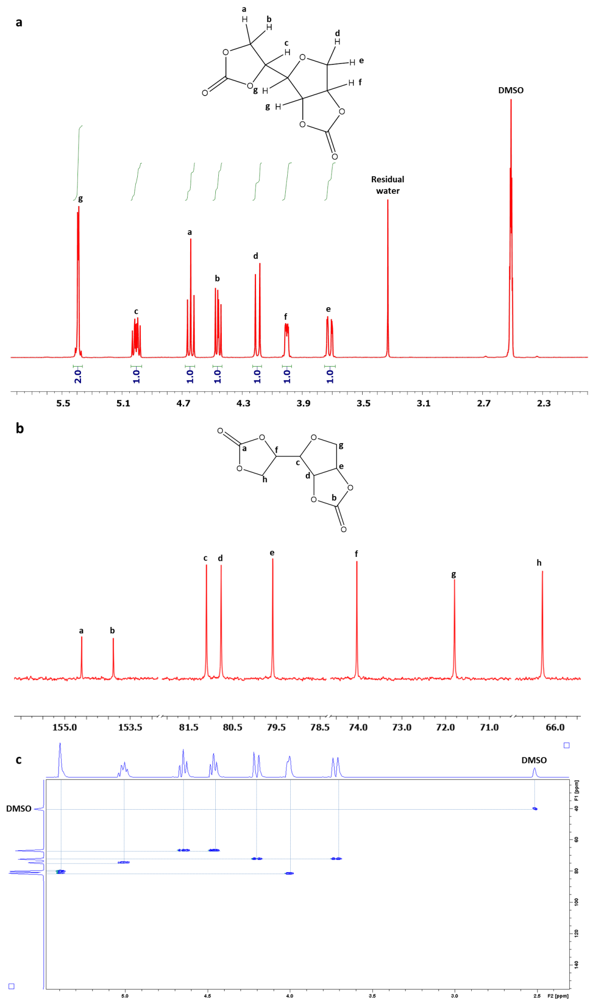 a
a
b
H
H
c
d
H
H
O
O
H
e
H
f
O
O
g
H
g
H
O
O
O
DMSO
Residual
water
g
a
d
b
c
f
e
2.0
1.0
1.0
1.0
1.0
1.0
1.0
5.5
5.1
4.7
4.3
3.9
3.5
3.1
2.7
2.3
b
O
O
O
a
f
g
O
c
h
d
e
O
O
b
O
c
d
e
f
g
h
a
b
155.0
153.5
81.5
80.5
79.5
78.5
74.0
73.0
72.0
71.0
66.0
c
DMSO
DMSO
F1 [ppm]
40
60
80
100
120
140
5.0
4.5
4.0
3.5
3.0
2.5
F2 [ppm]